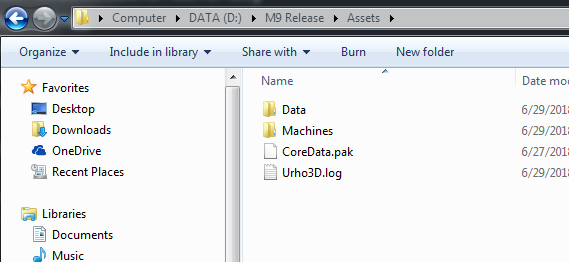 Computer ▸ DATA (D:) ▸ M9 Release ▸ Assets ▸
Organize Include in library Share with Burn New folder
Favorites
Desktop
Downloads
OneDrive
Recent Places
Libraries
Documents
Music
Name Date mo
Data 6/29/2018
Machines 6/29/2018
CoreData.pak 6/27/2018
Urho3D.log 6/29/2018